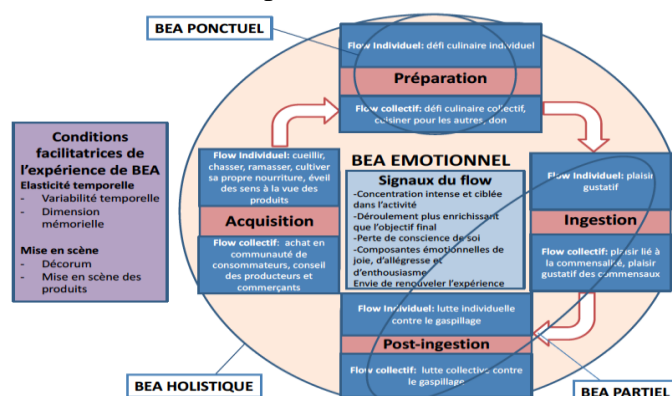 BEA PONCTUEL
Flow Individuel: défi culinaire individuel
Préparation
Flow collectif: défi culinaire collectif,
cuisiner pour les autres, don
Conditions
facilitatrices de
l'expérience de BEA
Elasticité temporelle
- Variabilité temporelle
- Dimension
mémorielle
Mise en scène
- Décorum
- Mise en scène des
produits
Flow Individuel: cueillir,
chasser, ramasser, cultiver
sa propre nourriture, éveil
des sens à la vue des
produits
Acquisition
Flow collectif: achat en
communauté de
consommateurs, conseil
des producteurs et
commerçants
BEA EMOTIONNEL
Signaux du flow
-Concentration intense et ciblée
dans l'activité
-Déroulement plus enrichissant
que l'objectif final
-Perte de conscience de soi
-Composantes émotionnelles de
joie, d'allégresse et
d'enthousiasme
Envie de renouveler l'expérience
Flow Individuel: plaisir
gustatif
Ingestion
Flow collectif: plaisir lié
à la commensalité, plaisir
gustatif des commensaux
Flow Individuel: lutte individuelle
contre le gaspillage
Post-ingestion
Flow collectif: lutte collective contre
le gaspillage
BEA HOLISTIQUE
BEA PARTIEL